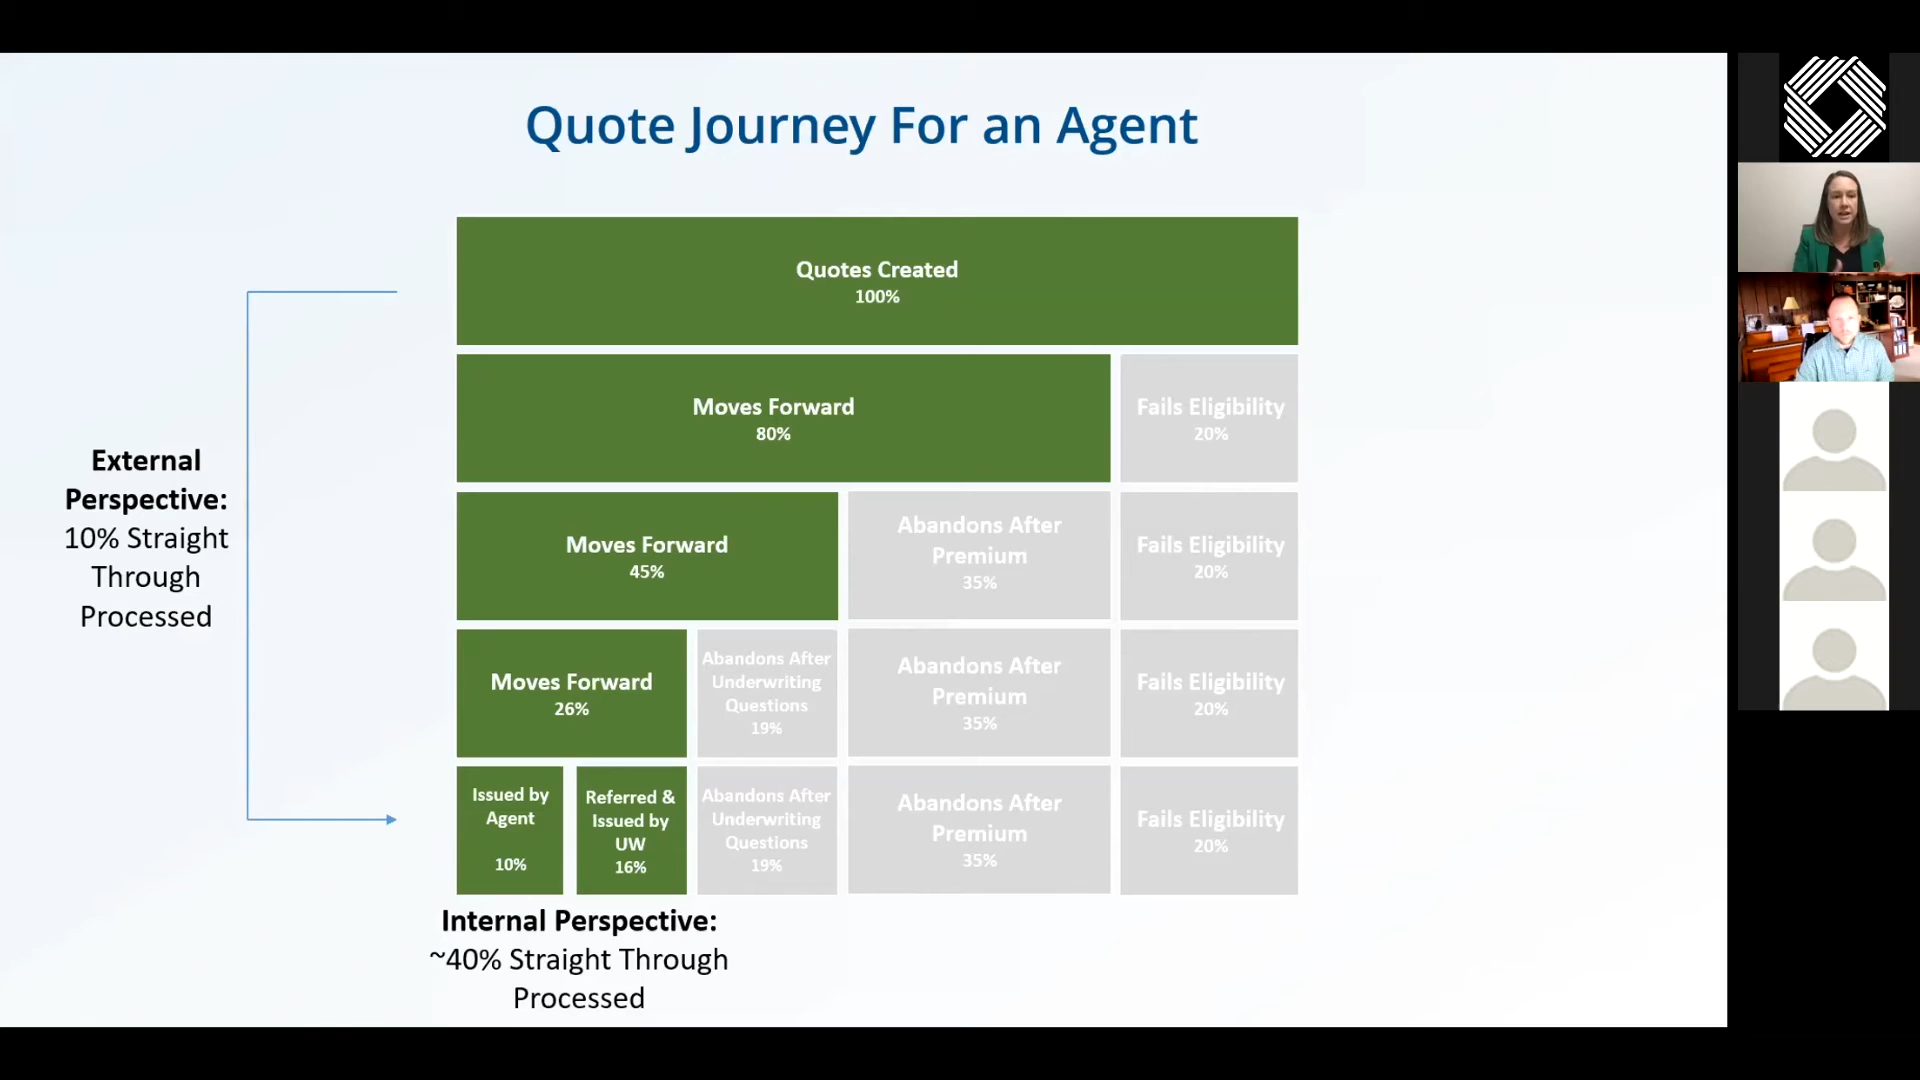 Quote Journey For an Agent
Quotes Created
100%
Moves Forward
80%
Fails Eligibility
20%
Moves Forward
45%
Abandons After
Premium
35%
Fails Eligibility
20%
Moves Forward
26%
Abandons After
Underwriting
Questions
19%
Abandons After
Premium
35%
Fails Eligibility
20%
Issued by
Agent
10%
Referred &
Issued by
UW
16%
Abandons After
Underwriting
Questions
19%
Abandons After
Premium
35%
Fails Eligibility
20%
External
Perspective:
10% Straight
Through
Processed
Internal Perspective:
~40% Straight Through
Processed